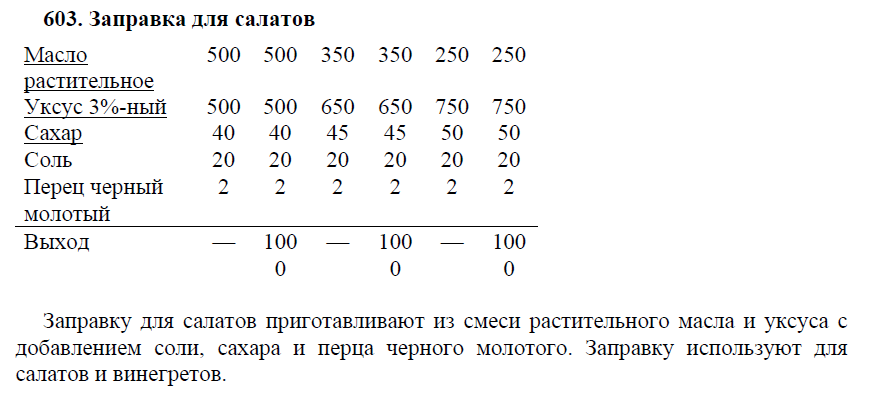 603. Заправка для салатов
Масло 500 500 350 350 250 250
растительное
Уксус 3%-ный 500 500 650 650 750 750
Сахар 40 40 45 45 50 50
Соль 20 20 20 20 20 20
Перец черный 2 2 2 2 2 2
молотый
Выход — 100 — 100 — 100
0 0 0
Заправку для салатов приготавливают из смеси растительного масла и уксуса с
добавлением соли, сахара и перца черного молотого. Заправку используют для
салатов и винегретов.